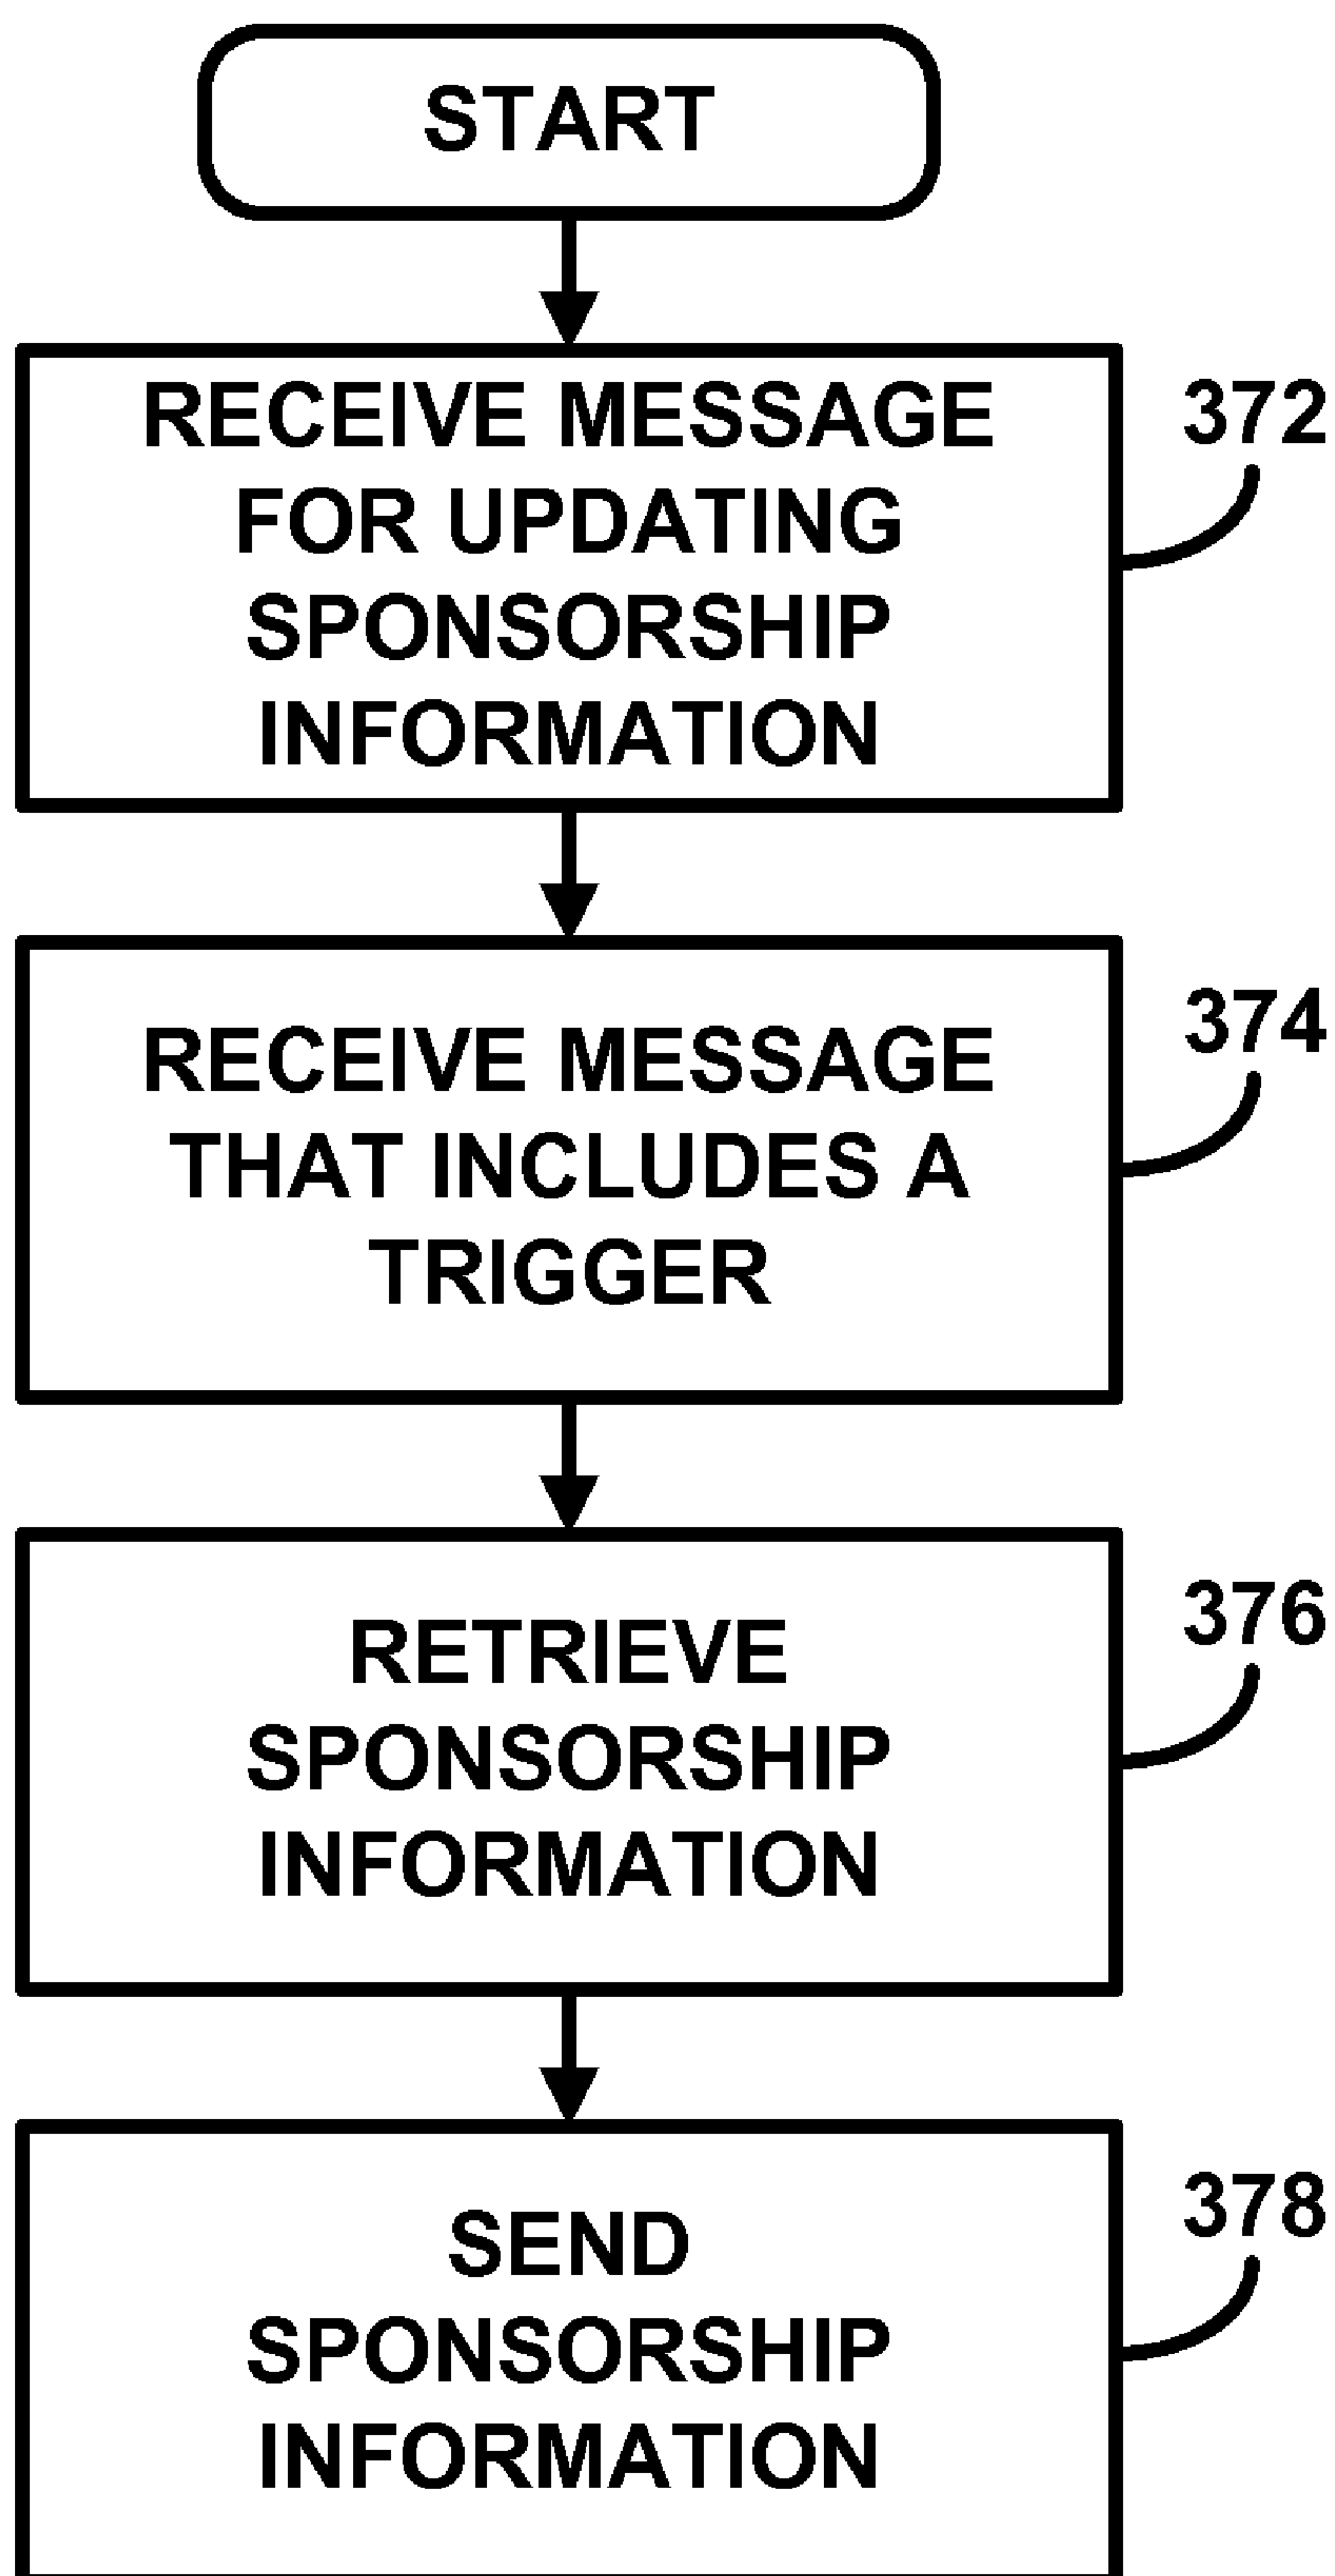 START
RECEIVE MESSAGE
FOR UPDATING
SPONSORSHIP
INFORMATION
372
RECEIVE MESSAGE
THAT INCLUDES A
TRIGGER
374
RETRIEVE
SPONSORSHIP
INFORMATION
376
SEND
SPONSORSHIP
INFORMATION
378